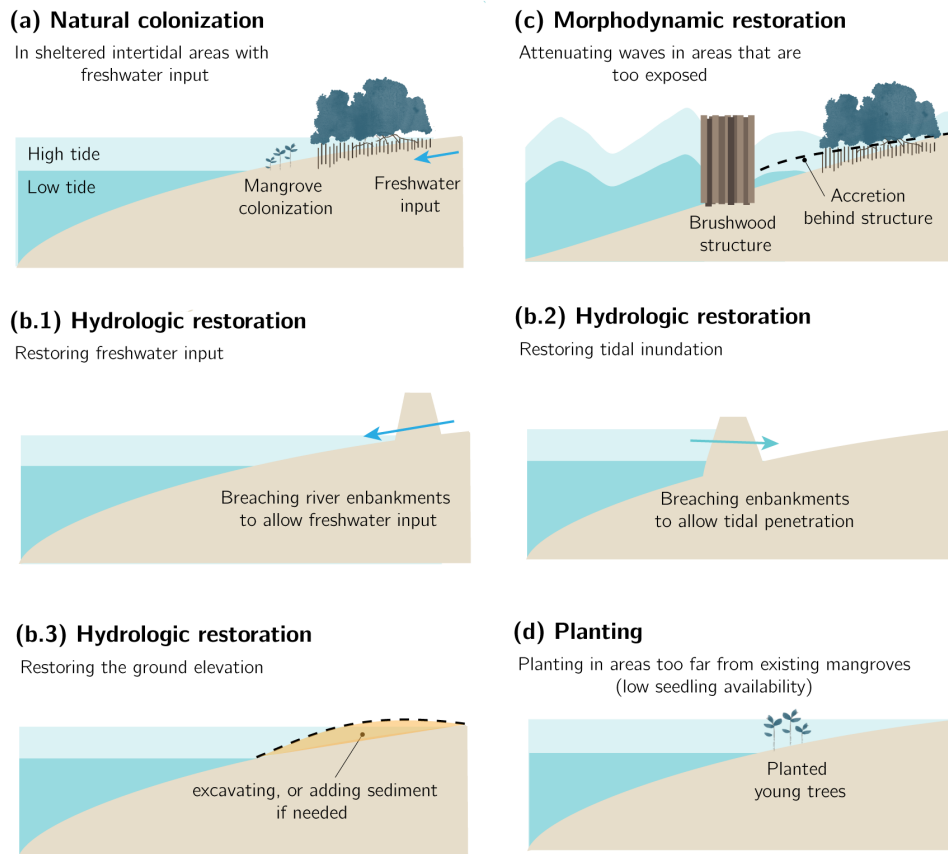 (a) Natural colonization
In sheltered intertidal areas with
freshwater input
High tide
Low tide
Mangrove
colonization
Freshwater
input
(c) Morphodynamic restoration
Attenuating waves in areas that are
too exposed
Brushwood
structure
Accretion
behind structure
(b.1) Hydrologic restoration
Restoring freshwater input
Breaching river enbankments
to allow freshwater input
(b.2) Hydrologic restoration
Restoring tidal inundation
Breaching enbankments
to allow tidal penetration
(b.3) Hydrologic restoration
Restoring the ground elevation
excavating, or adding sediment
if needed
(d) Planting
Planting in areas too far from existing mangroves
(low seedling availability)
Planted
young trees